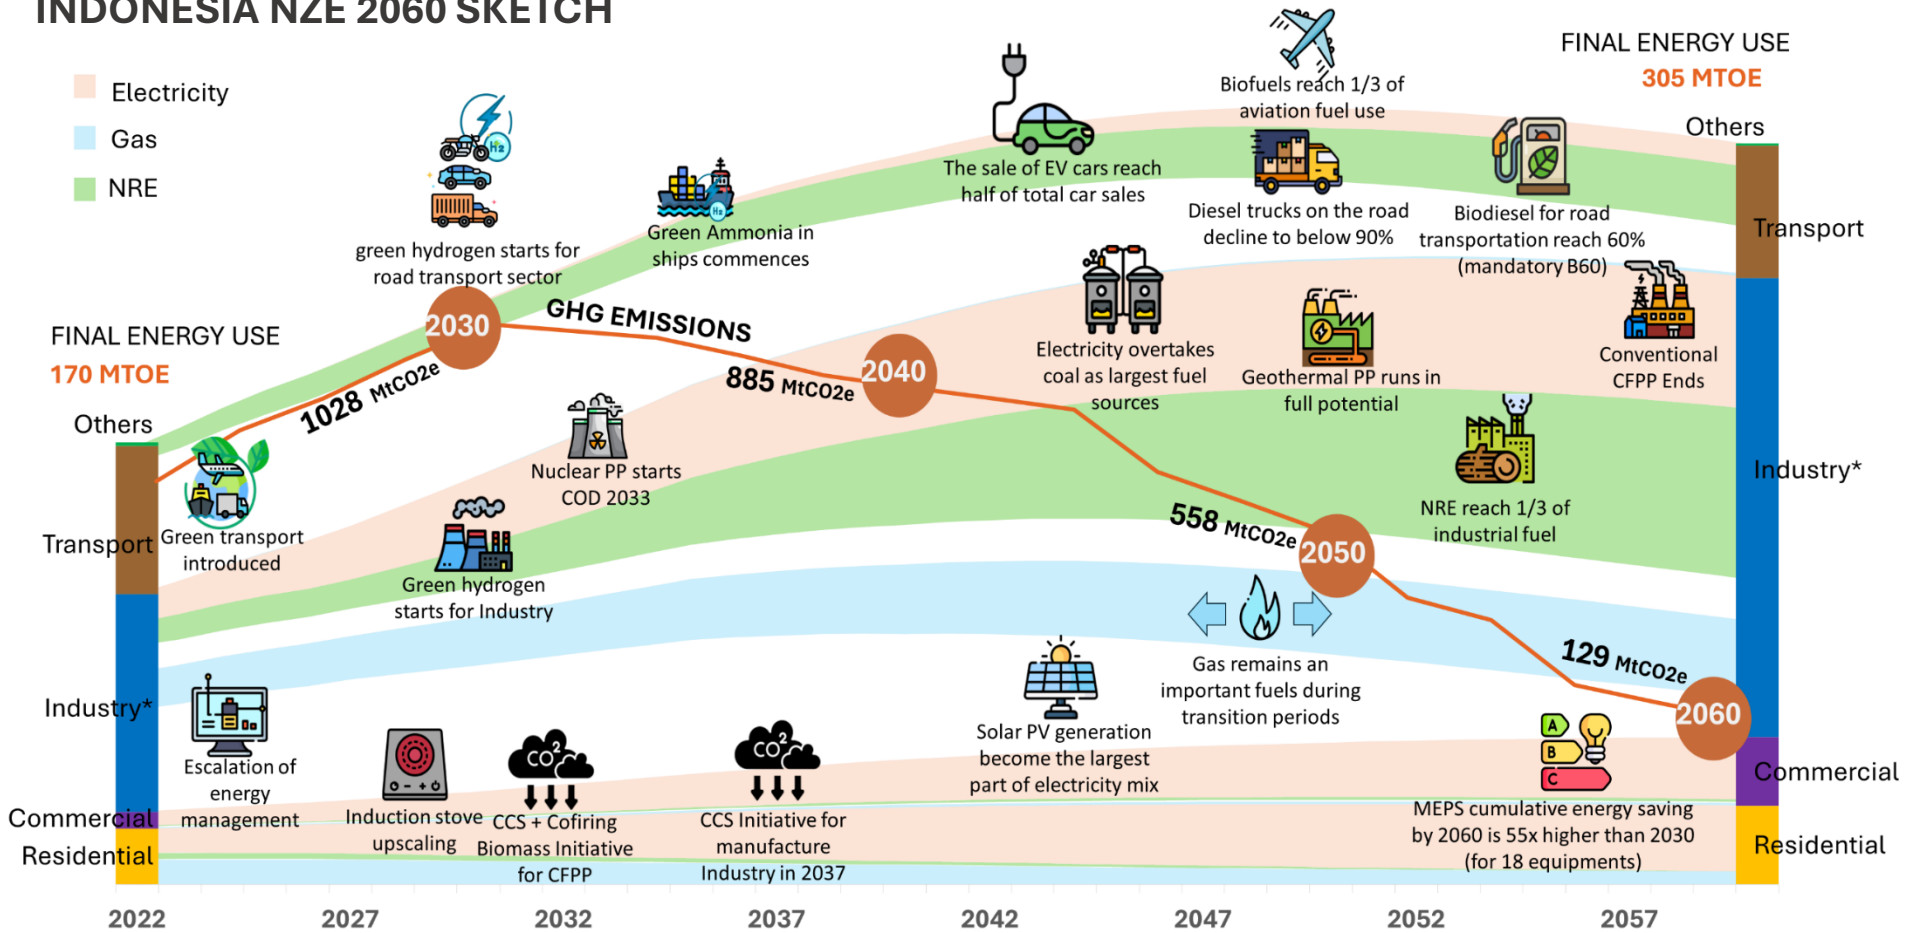 INDONESIA NZE 2060 SKETCH
Electricity
Gas
NRE
FINAL ENERGY USE
305 MTOE
Others
Transport
Industry*
Commercial
Residential
FINAL ENERGY USE
170 MTOE
Others
Transport
Industry*
Commercial
Residential
H2
green hydrogen starts for
road transport sector
H2
Green Ammonia in
ships commences
The sale of EV cars reach
half of total car sales
Biofuels reach 1/3 of
aviation fuel use
Diesel trucks on the road
decline to below 90%
Biodiesel for road
transportation reach 60%
(mandatory B60)
2030
GHG EMISSIONS
1028 MtCO2e
885 MtCO2e
2040
Electricity overtakes
coal as largest fuel
sources
Geothermal PP runs in
full potential
Conventional
CFPP Ends
Nuclear PP starts
COD 2033
Green transport
introduced
Green hydrogen
starts for Industry
558 MtCO2e
2050
NRE reach 1/3 of
industrial fuel
129 MtCO2e
2060
Gas remains an
important fuels during
transition periods
Solar PV generation
become the largest
part of electricity mix
Escalation of
energy
management
Induction stove
upscaling
CO2
CCS + Cofiring
Biomass Initiative
for CFPP
CO2
CCS Initiative for
manufacture
Industry in 2037
A
B
C
MEPS cumulative energy saving
by 2060 is 55x higher than 2030
(for 18 equipments)
2022
2027
2032
2037
2042
2047
2052
2057